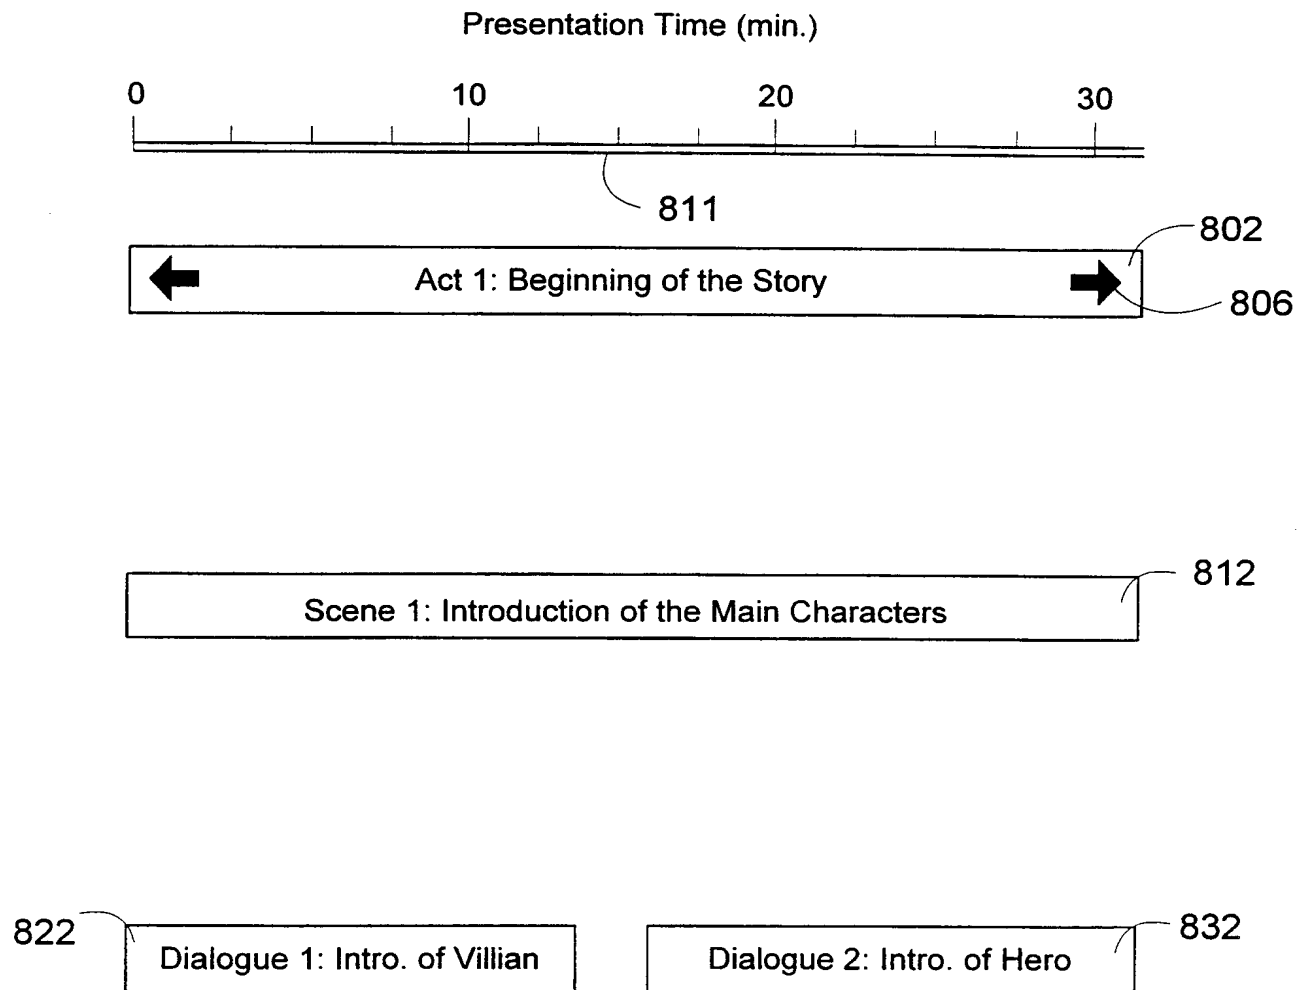 Presentation Time (min.)
0 10 20 30
811
802
Act 1: Beginning of the Story
806
812
Scene 1: Introduction of the Main Characters
822
832
Dialogue 1: Intro. of Villian
Dialogue 2: Intro. of Hero